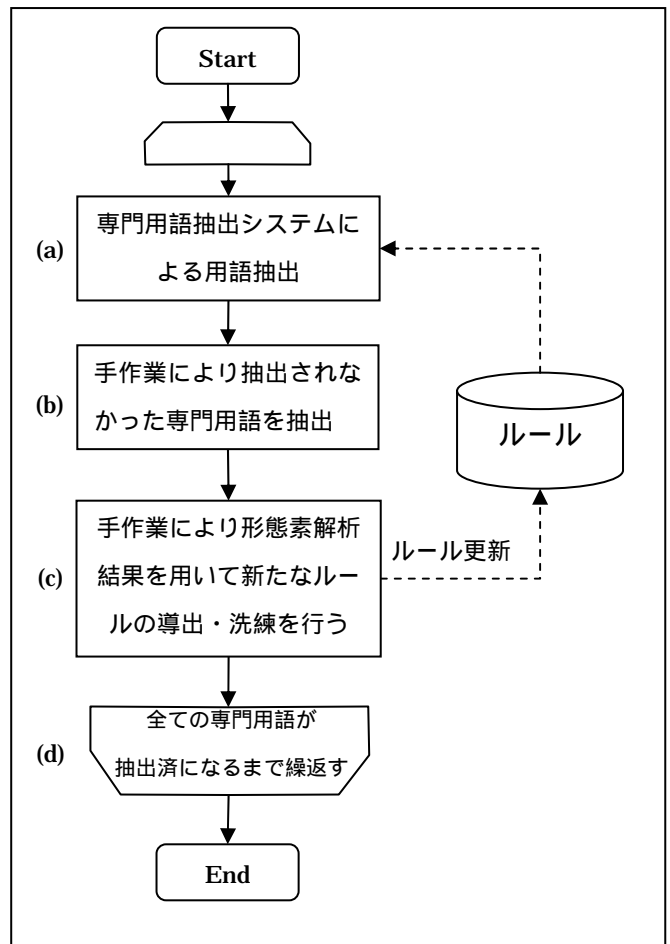 Start
(a)
専門用語抽出システムに
よる用語抽出
(b)
手作業により抽出されな
かった専門用語を抽出
ルール
(c)
手作業により形態素解析
結果を用いて新たなルー
ルの導出・洗練を行う
ルール更新
(d)
全ての専門用語が
抽出済になるまで繰返す
End